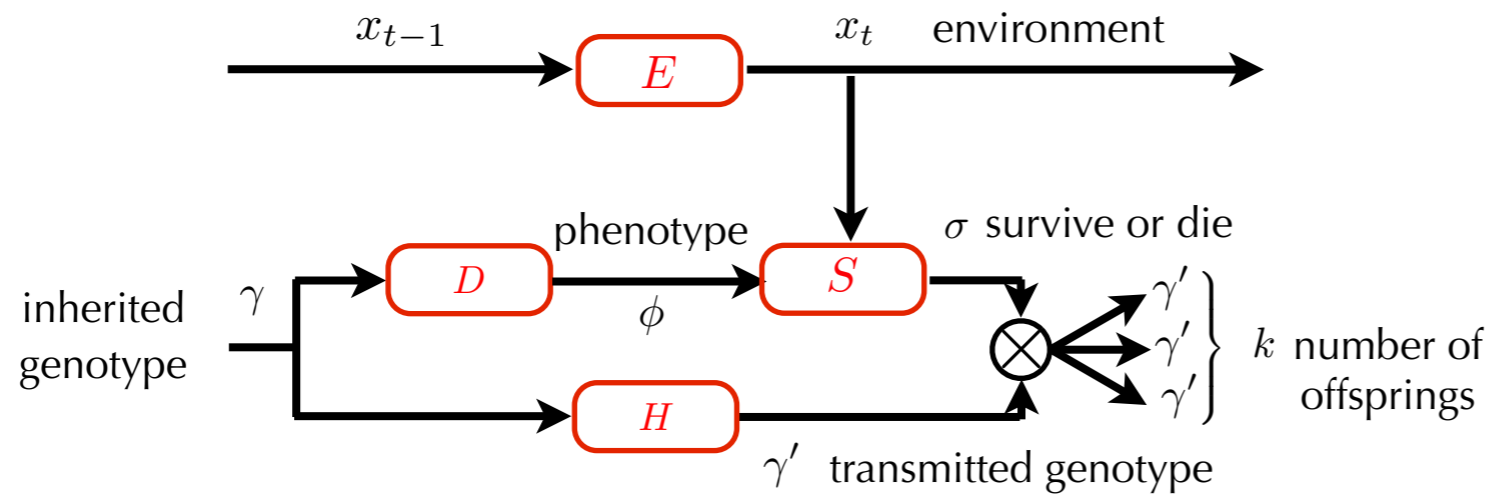 x_{t-1}
E
x_t environment
inherited
genotype
γ
D
phenotype
ϕ
S
σ survive or die
H
γ′ transmitted genotype
γ′
γ′
γ′
k number of
offsprings